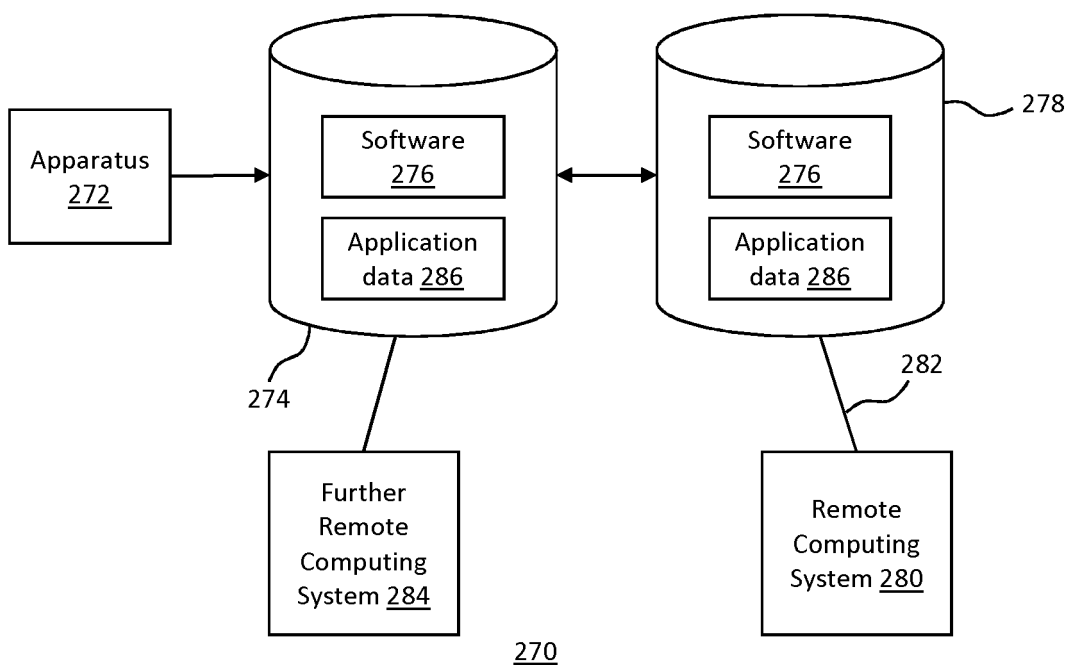 Apparatus
272
Software
276
Application
data 286
274
Software
276
Application
data 286
278
282
Further
Remote
Computing
System 284
Remote
Computing
System 280
270